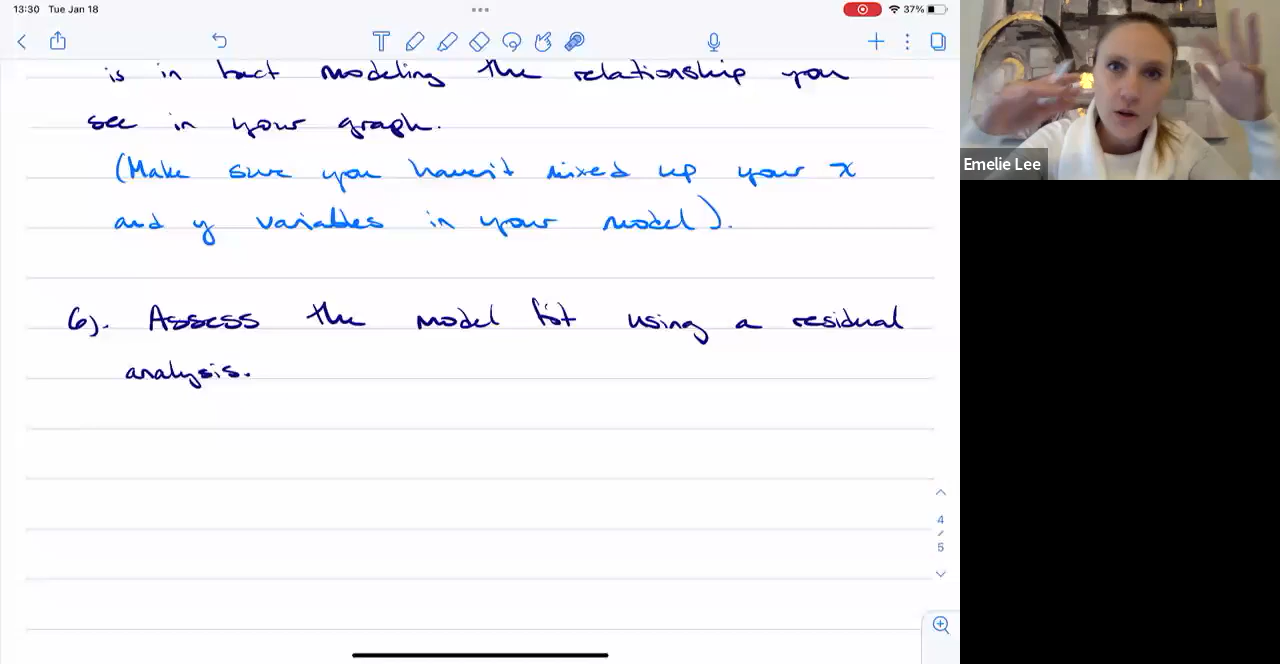 13:30 Tue Jan 18
37%
is in fact modeling the relationship you
see in your graph.
(Make sure you haven't mixed up your x
and y variables in your model).
6). Assess the model fit using a residual
analysis.
4
5
Emelie Lee